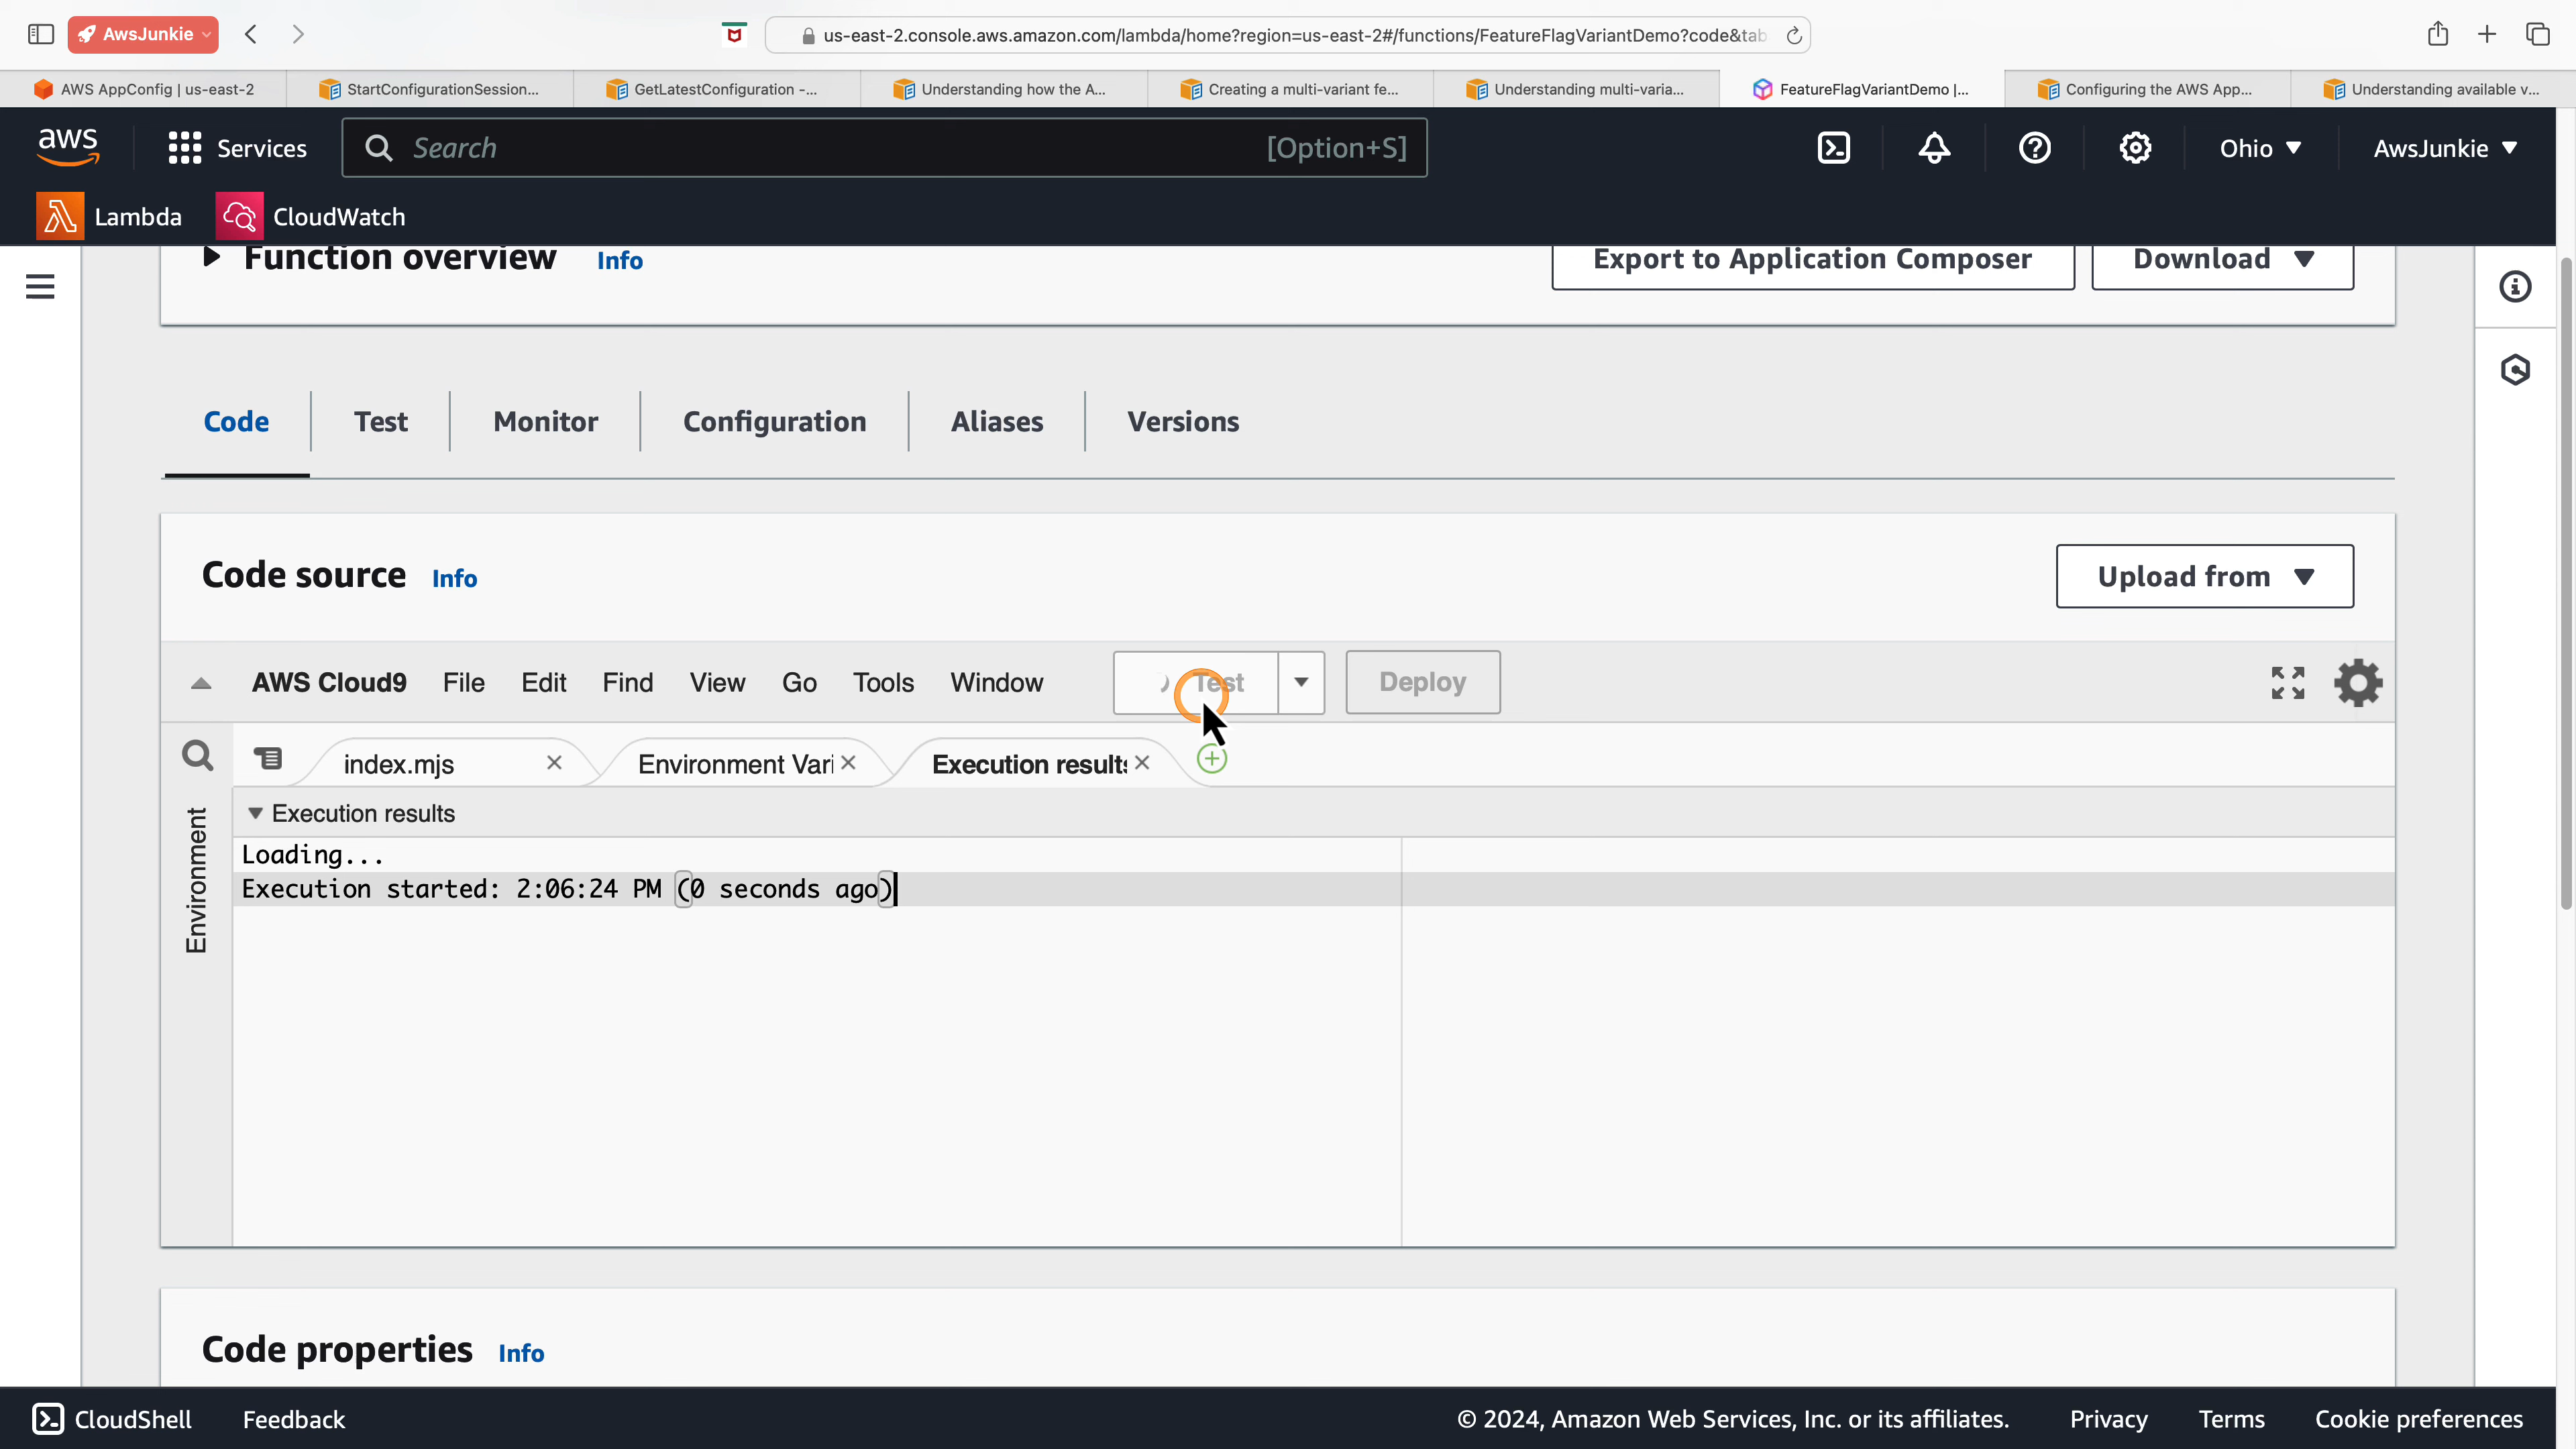 AwsJunkie
us-east-2.console.aws.amazon.com/lambda/home?region=us-east-2#/functions/FeatureFlagVariantDemo?code&tab
AWS AppConfig | us-east-2
StartConfigurationSession...
GetLatestConfiguration -...
Understanding how the A...
Creating a multi-variant fe...
Understanding multi-varia...
FeatureFlagVariantDemo |...
Configuring the AWS App...
Understanding available v...
aws
Services
Search
[Option+S]
Ohio
AwsJunkie
Lambda
CloudWatch
Function overview Info
Export to Application Composer
Download
Code
Test
Monitor
Configuration
Aliases
Versions
Code source Info
Upload from
AWS Cloud9 File Edit Find View Go Tools Window
Test
Deploy
index.mjs
Environment Vari
Execution results
Environment
Execution results
Loading...
Execution started: 2:06:24 PM (0 seconds ago)
Code properties Info
CloudShell
Feedback
© 2024, Amazon Web Services, Inc. or its affiliates.
Privacy
Terms
Cookie preferences